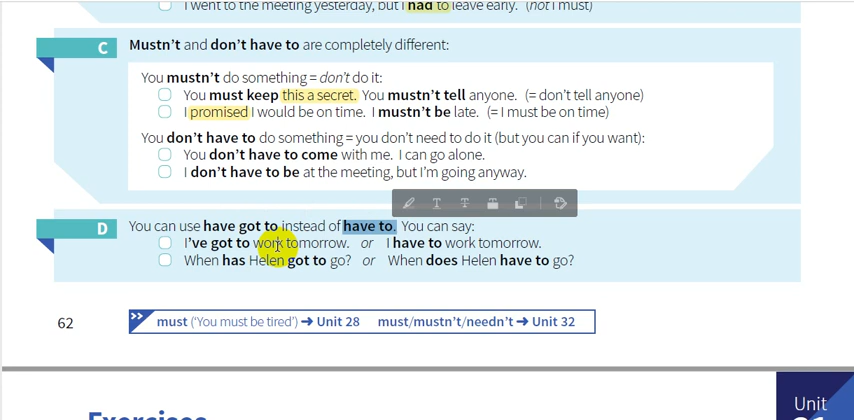 I went to the meeting yesterday, but I had to leave early. (not I must)
C Mustn't and don't have to are completely different:
You mustn't do something = don't do it:
You must keep this a secret. You mustn't tell anyone. (= don't tell anyone)
I promised I would be on time. I mustn't be late. (= I must be on time)
You don't have to do something = you don't need to do it (but you can if you want):
You don't have to come with me. I can go alone.
I don't have to be at the meeting, but I'm going anyway.
D You can use have got to instead of have to. You can say:
I've got to work tomorrow. or I have to work tomorrow.
When has Helen got to go? or When does Helen have to go?
62
>> must ('You must be tired') ➔ Unit 28 must/mustn't/needn't ➔ Unit 32
Unit
Exercises